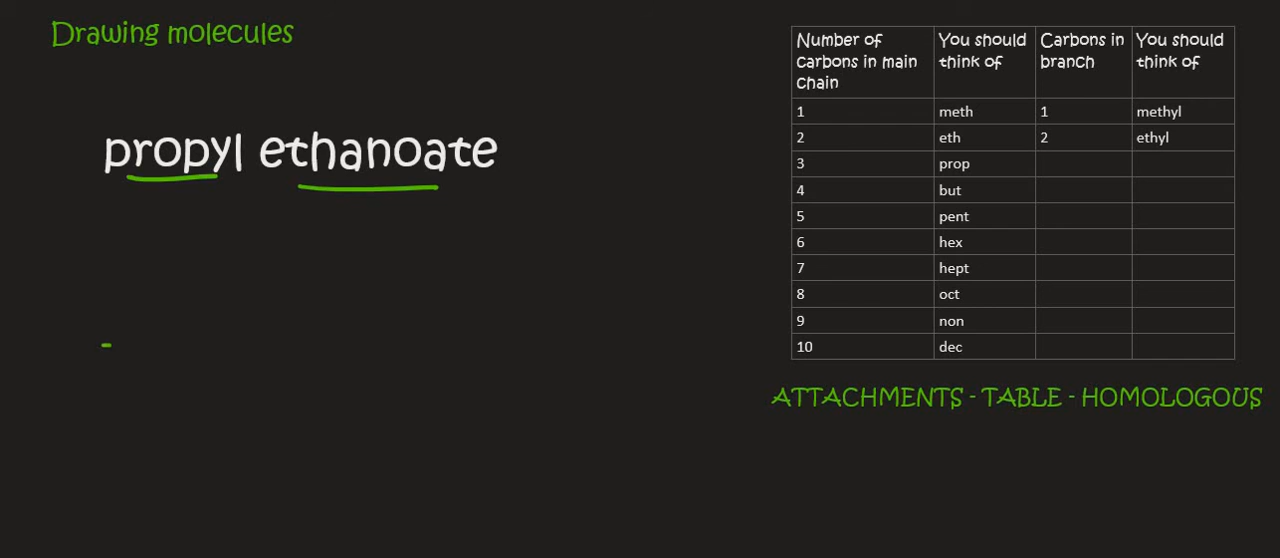 Drawing molecules
propyl ethanoate
Number of carbons in main chain You should think of Carbons in branch You should think of
1 meth 1 methyl
2 eth 2 ethyl
3 prop
4 but
5 pent
6 hex
7 hept
8 oct
9 non
10 dec
ATTACHMENTS - TABLE - HOMOLOGOUS